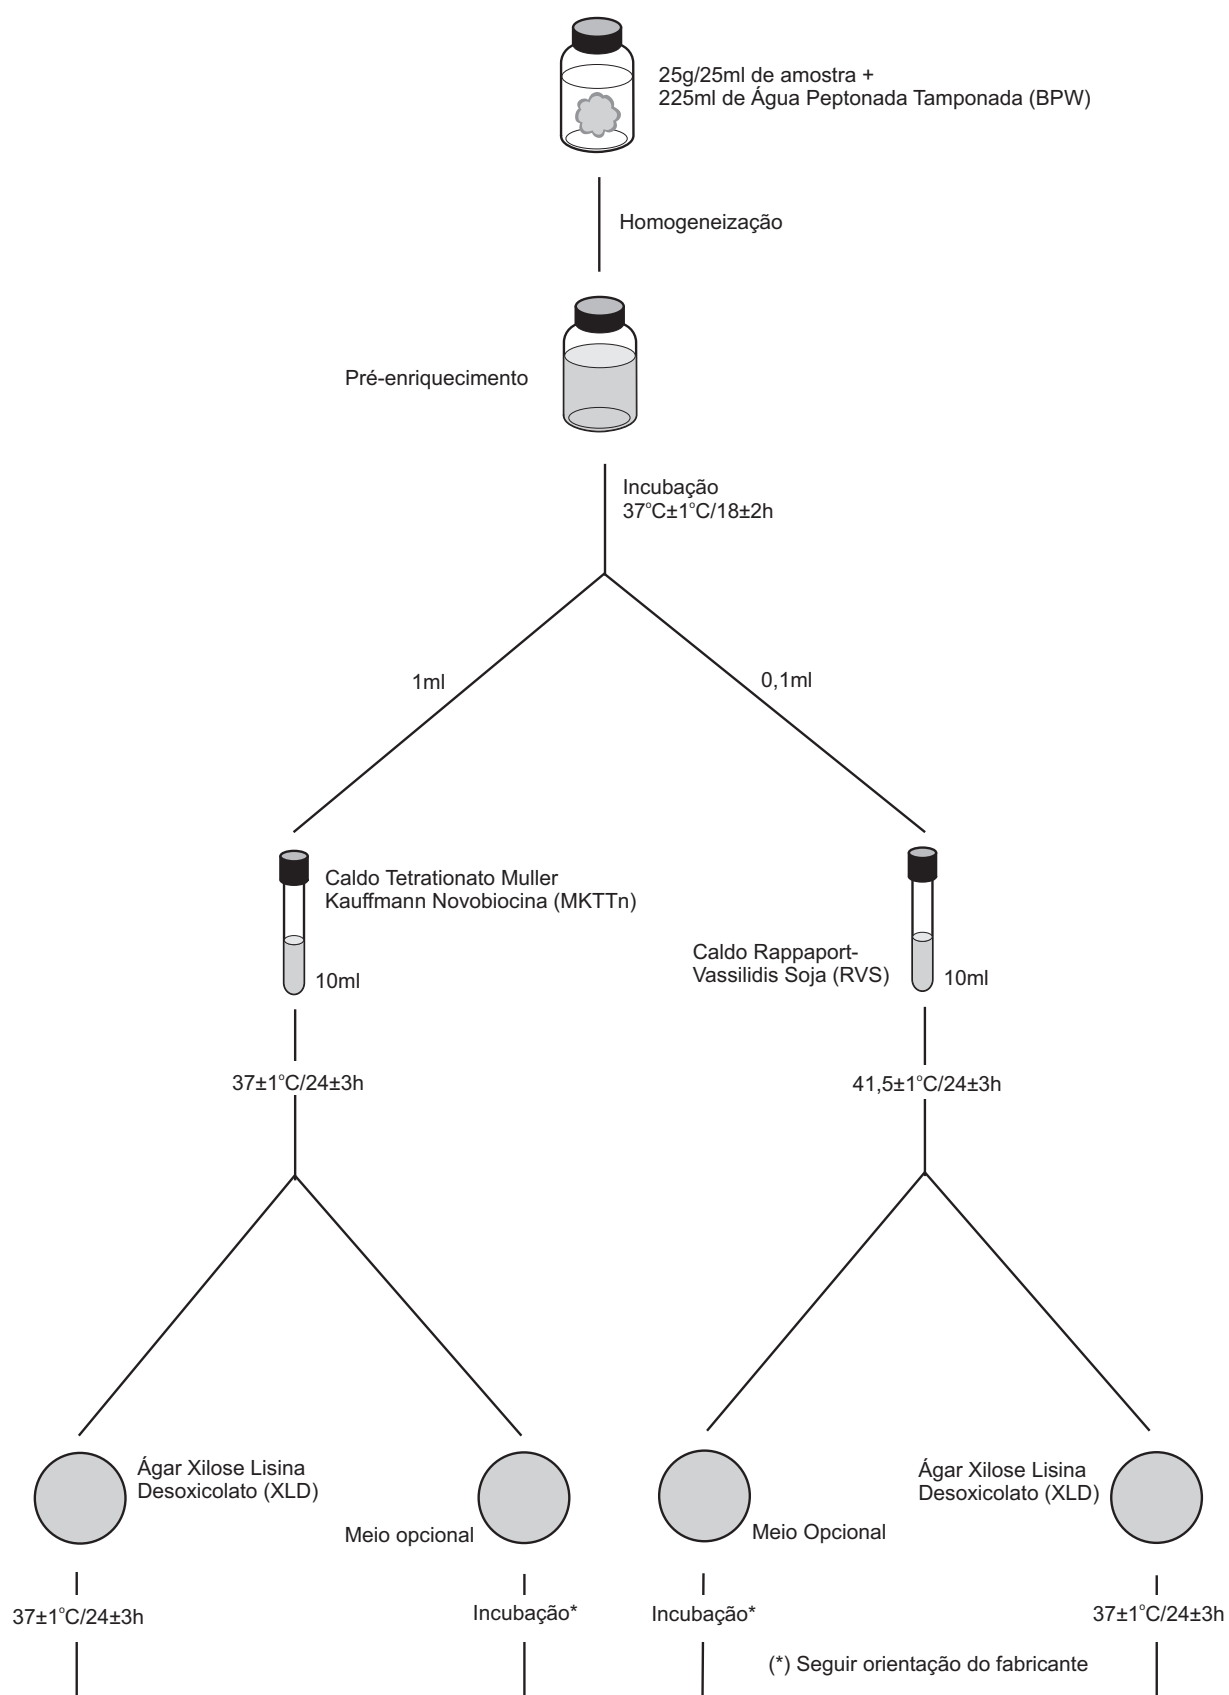 25g/25ml de amostra +
225ml de Água Peptonada Tamponada (BPW)
Homogeneização
Pré-enriquecimento
Incubação
37°C±1°C/18±2h
1ml
0,1ml
Caldo Tetrationato Muller
Kauffmann Novobiocina (MKTTn)
10ml
Caldo Rappaport-
Vassilidis Soja (RVS)
10ml
37±1°C/24±3h
41,5±1°C/24±3h
Ágar Xilose Lisina
Desoxicolato (XLD)
Meio opcional
Meio Opcional
Ágar Xilose Lisina
Desoxicolato (XLD)
37±1°C/24±3h
Incubação*
Incubação*
37±1°C/24±3h
(*) Seguir orientação do fabricante